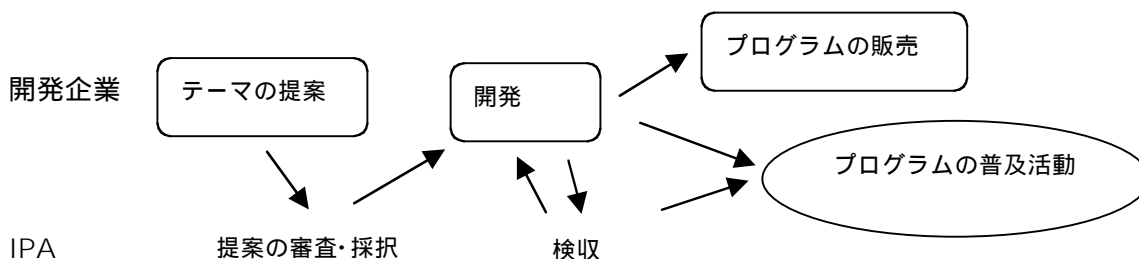 プログラムの販売
開発企業
テーマの提案
開発
プログラムの普及活動
IPA
提案の審査・採択
検収